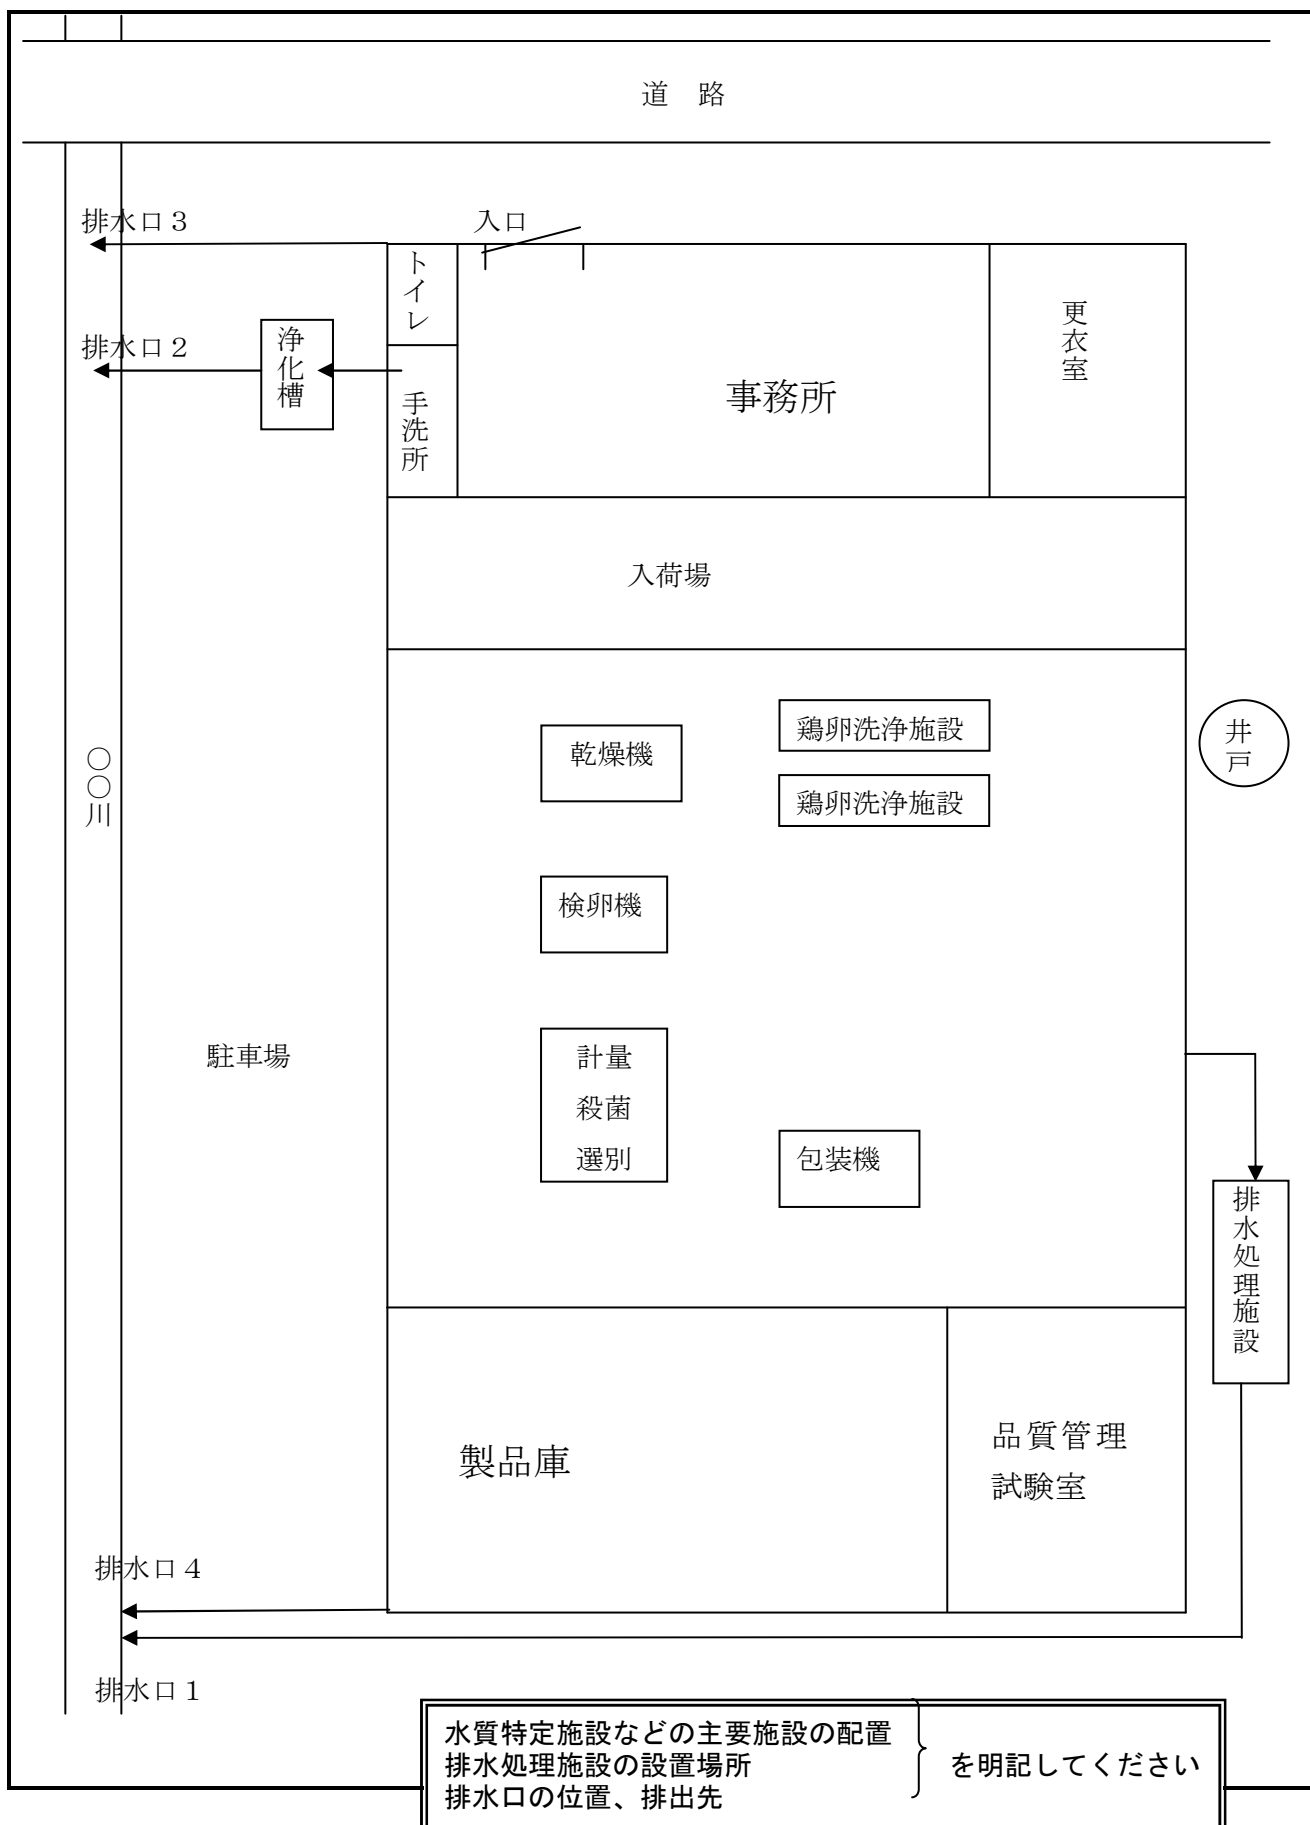 道　路
排水口３
入口
トイレ
更衣室
排水口２
浄化槽
事務所
手洗所
入荷場
鶏卵洗浄施設
乾燥機
井戸
〇〇川
鶏卵洗浄施設
検卵機
駐車場
計量
殺菌
選別
包装機
排水処理施設
製品庫
品質管理
試験室
排水口４
排水口１
水質特定施設などの主要施設の配置
排水処理施設の設置場所
排水口の位置、排出先
を明記してください